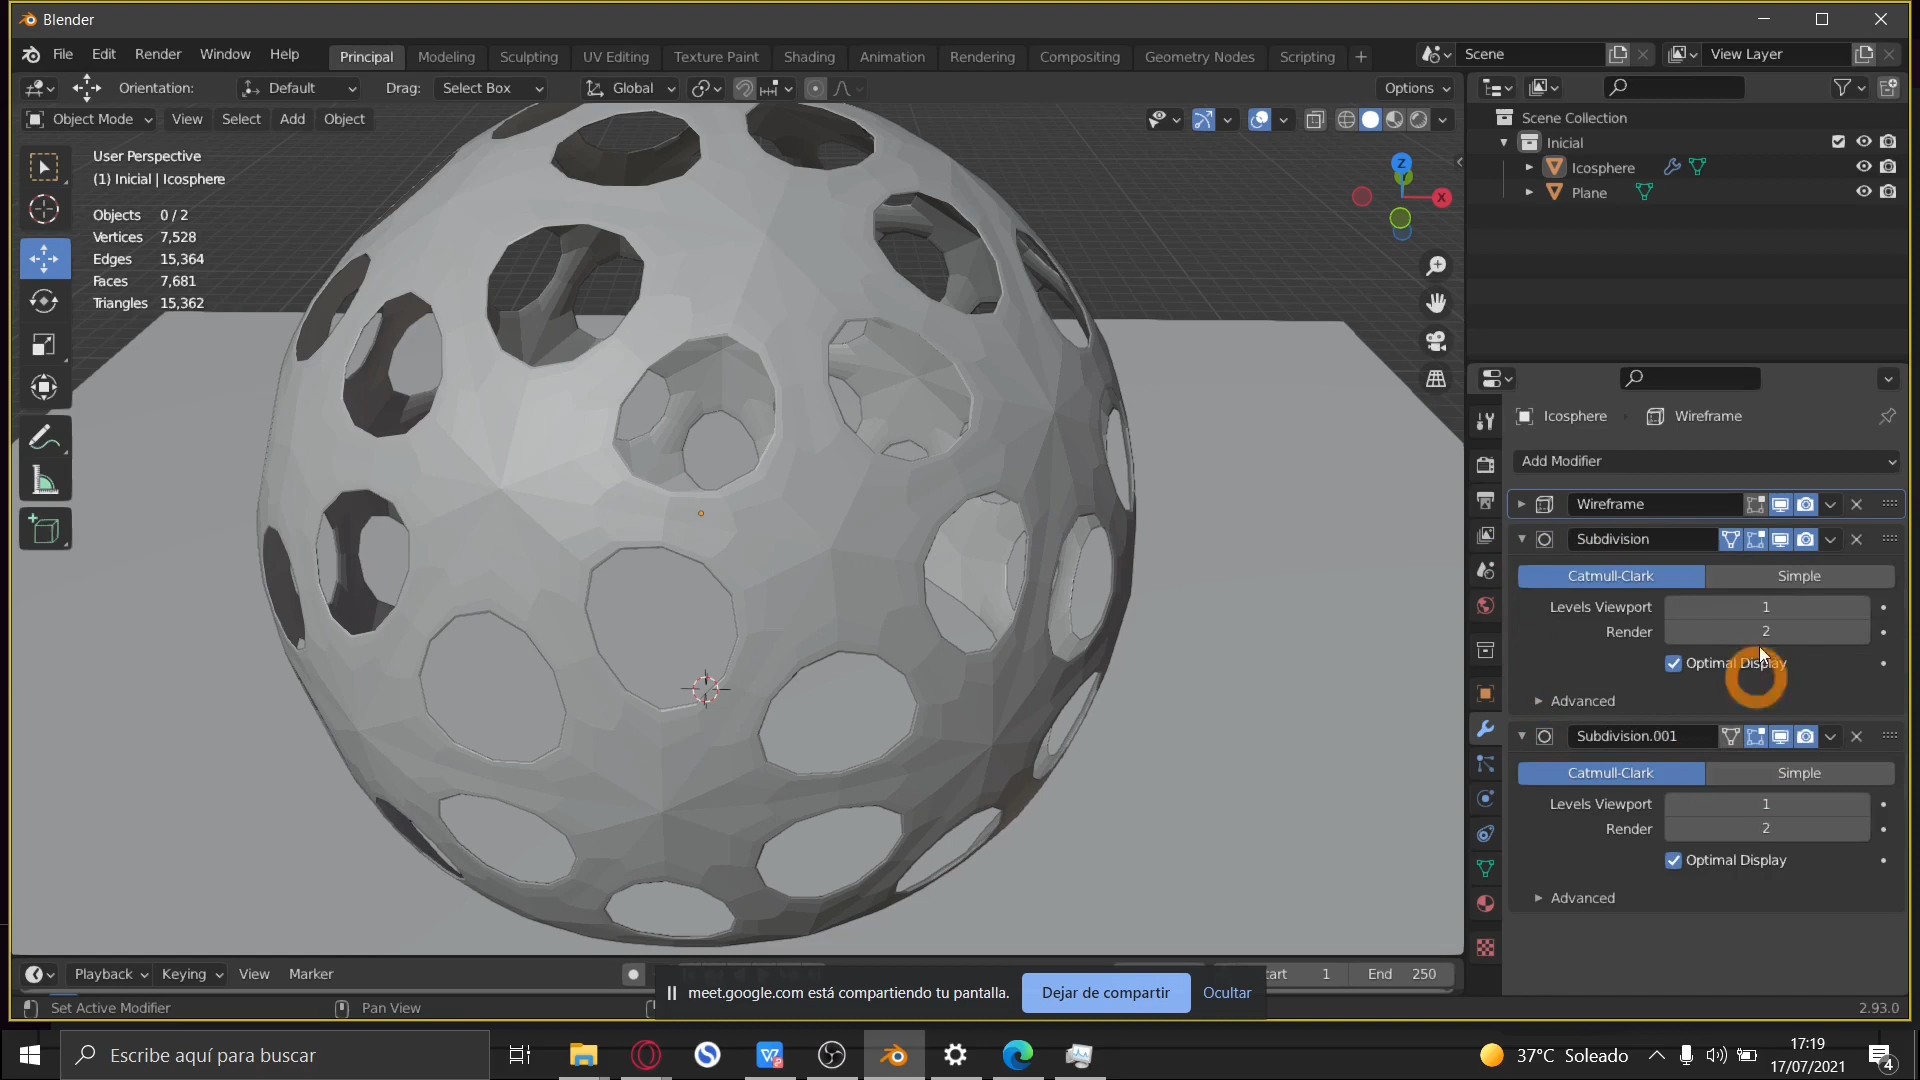 Blender
File Edit Render Window Help Principal Modeling Sculpting UV Editing Texture Paint Shading Animation Rendering Compositing Geometry Nodes Scripting + Scene View Layer
Orientation: Default Drag: Select Box Global Options
Object Mode View Select Add Object
User Perspective
(1) Inicial | Icosphere
Objects 0 / 2
Vertices 7,528
Edges 15,364
Faces 7,681
Triangles 15,362
Z
X
Scene Collection
Inicial
Icosphere
Plane
Icosphere Wireframe
Add Modifier
Wireframe
Subdivision
Catmull-Clark Simple
Levels Viewport 1
Render 2
Optimal Display
Advanced
Subdivision.001
Catmull-Clark Simple
Levels Viewport 1
Render 2
Optimal Display
Advanced
Playback Keying View Marker
tart 1 End 250
meet.google.com está compartiendo tu pantalla. Dejar de compartir Ocultar
Set Active Modifier Pan View 2.93.0
Escribe aquí para buscar
37°C Soleado
17:19
17/07/2021
4